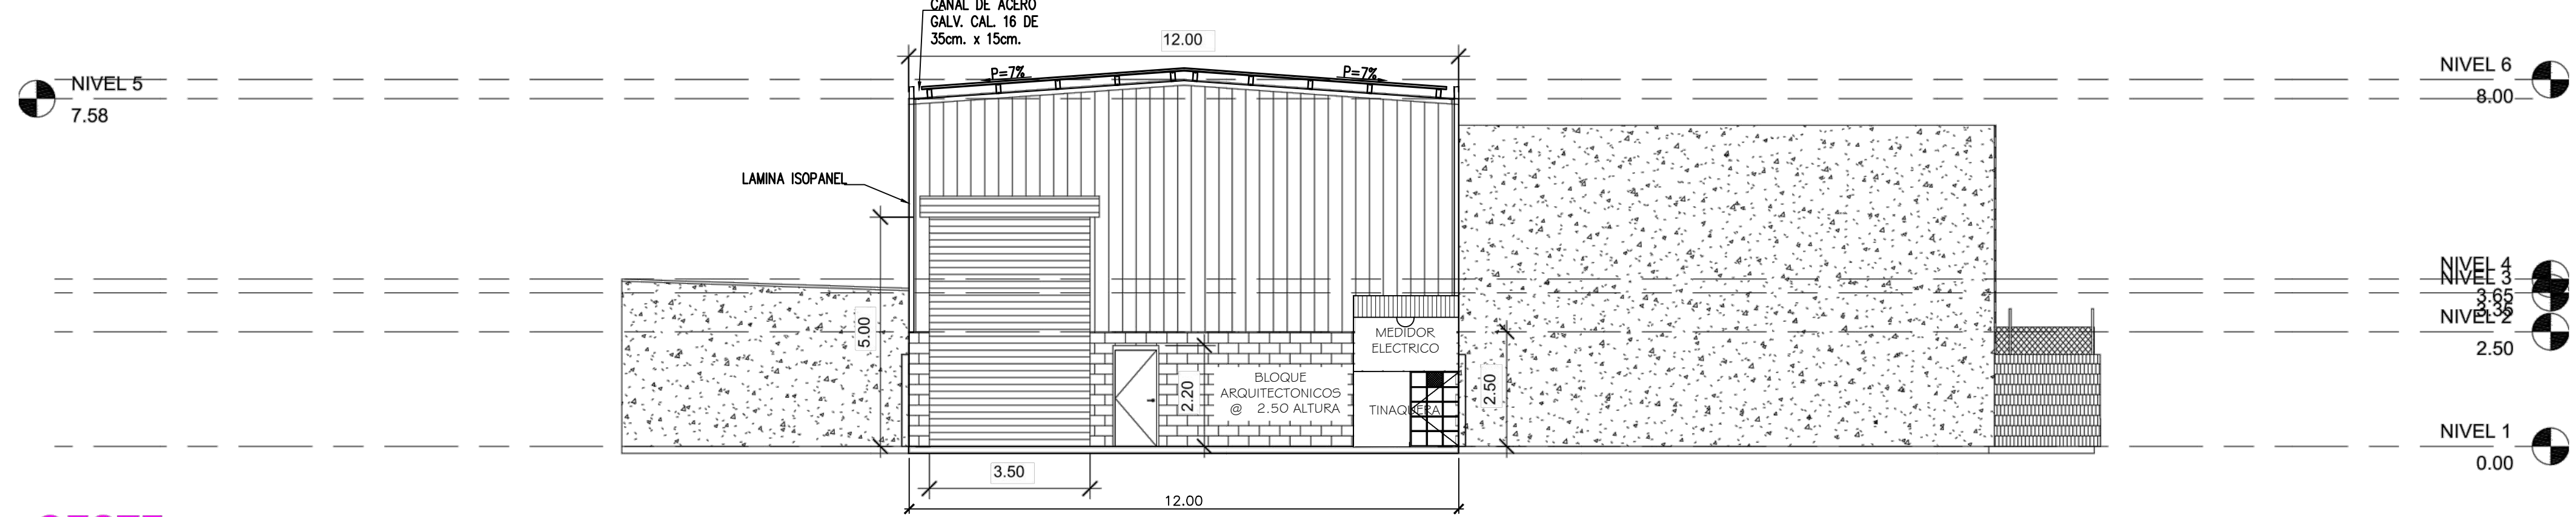 CANAL DE ACERO
GALV. CAL. 16 DE
35cm. x 15cm.
12.00
P=7%
P=7%
NIVEL 5
7.58
NIVEL 6
8.00
LAMINA ISOPANEL
5.00
NIVEL 4
NIVEL 3
3.65
3.35
NIVEL 2
2.50
MEDIDOR
ELECTRICO
2.20
BLOQUE
ARQUITECTONICOS
@ 2.50 ALTURA
TINAQUERA
2.50
NIVEL 1
0.00
3.50
12.00